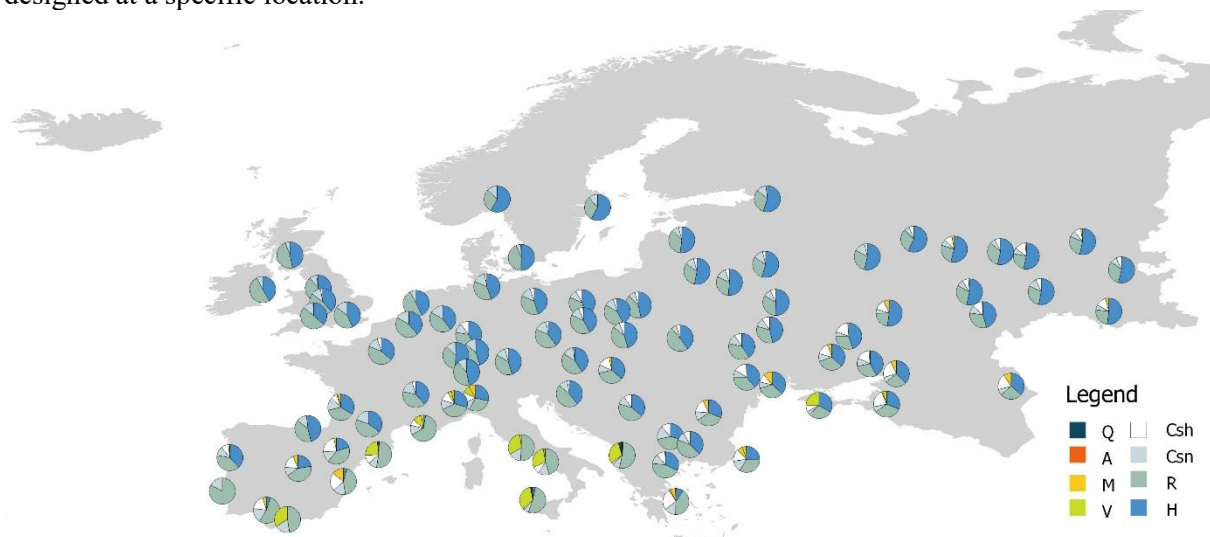 designed at a specific location.
Legend
Q Csh
A Csn
M R
V H